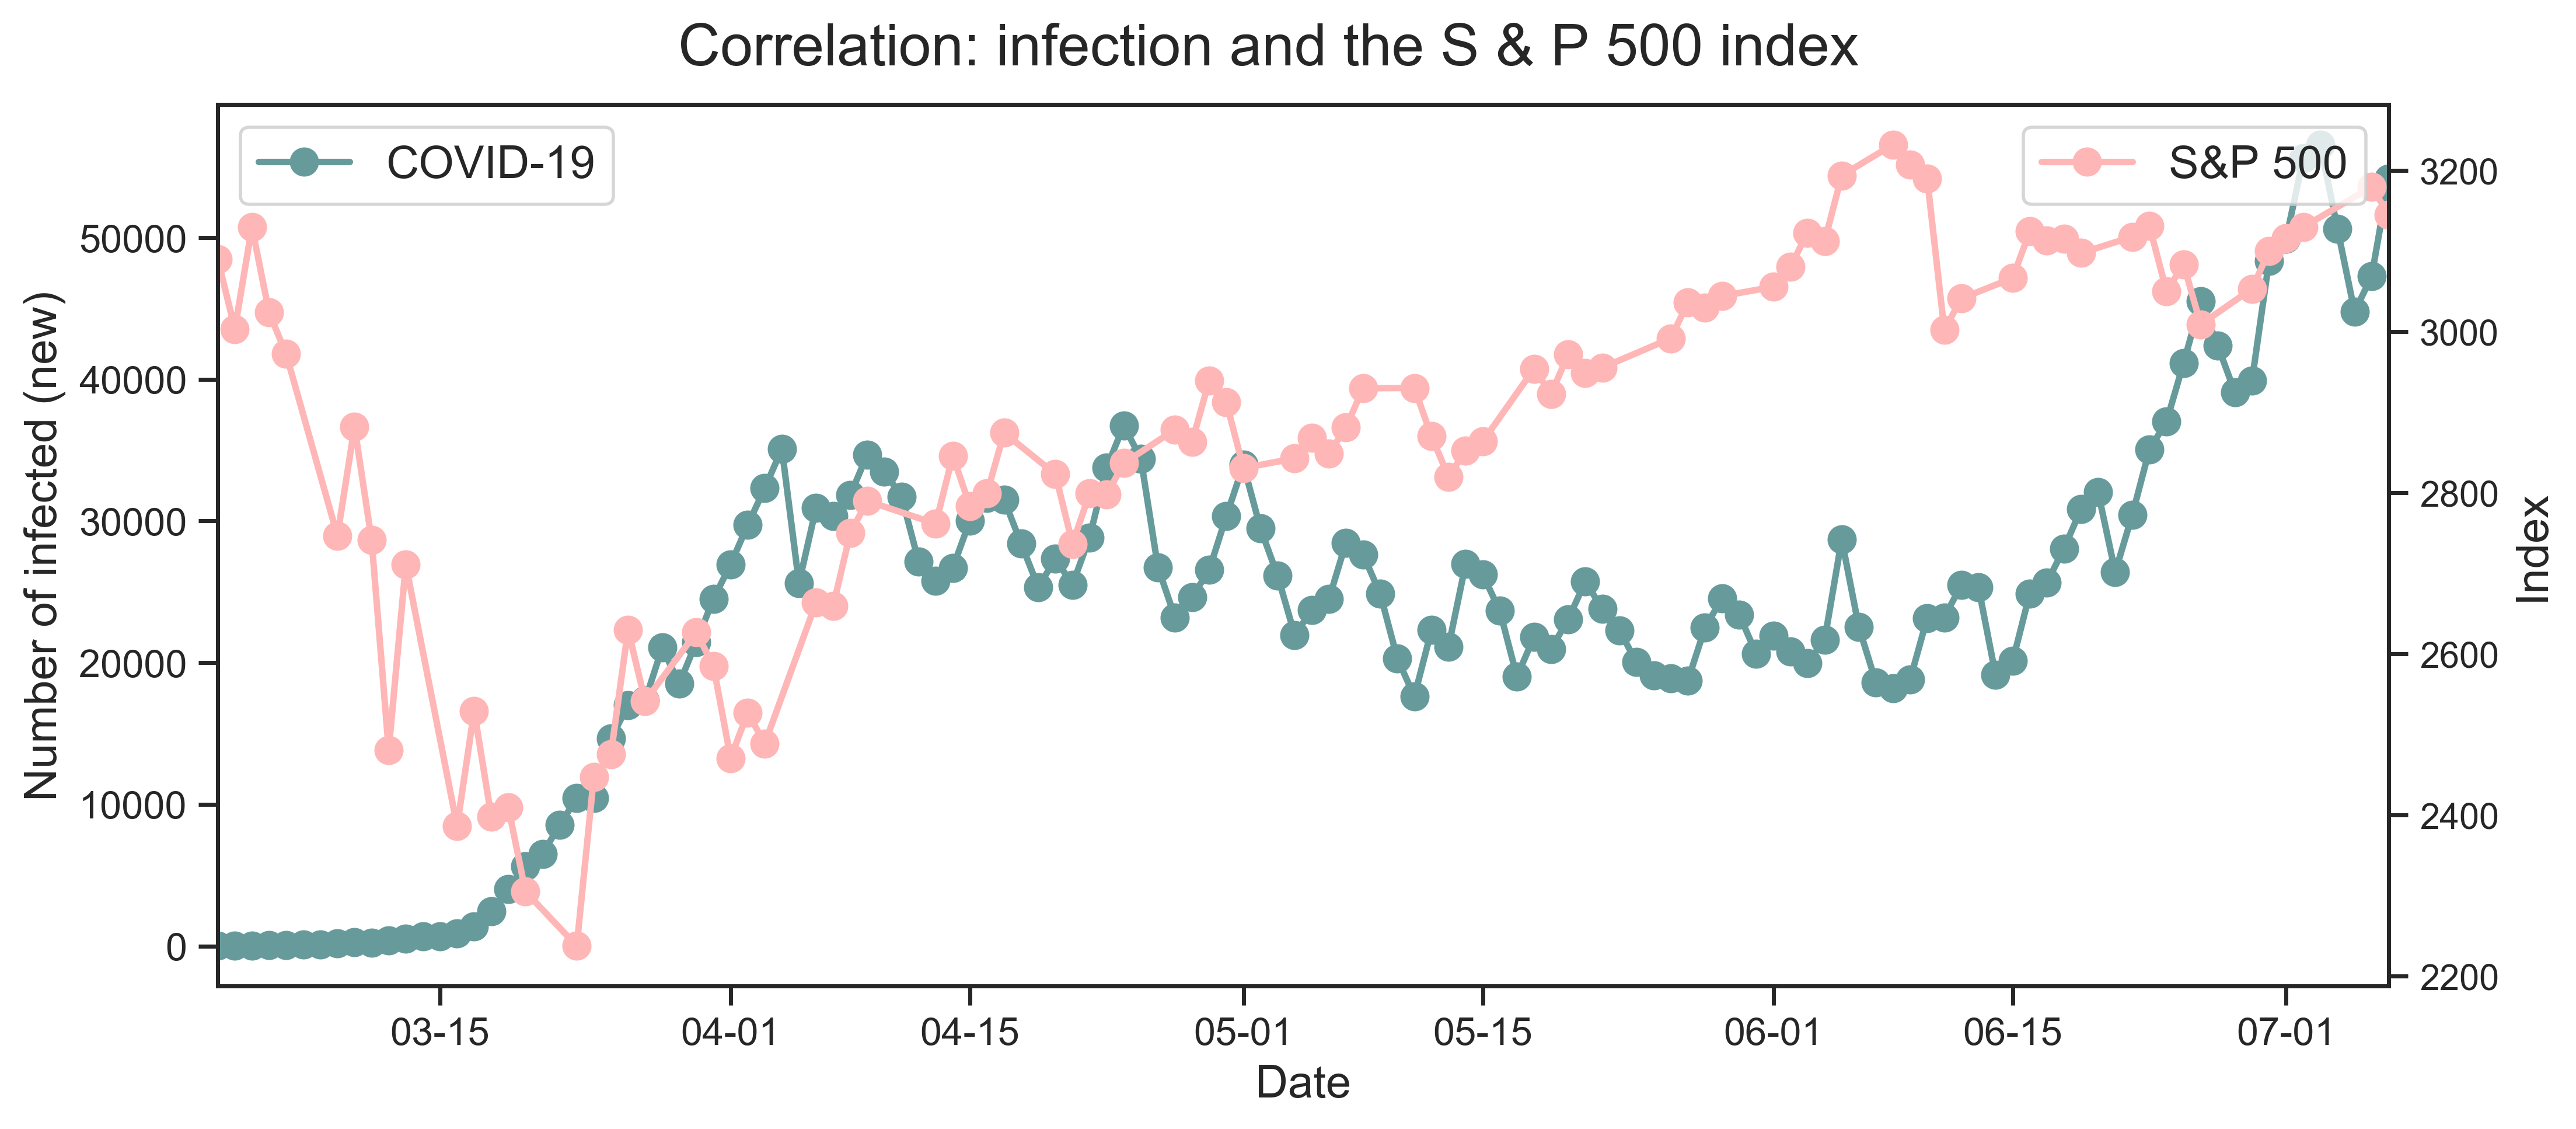 Correlation: infection and the S & P 500 index
COVID-19
S&P 500
Number of infected (new)
50000
40000
30000
20000
10000
0
3200
3000
2800
2600
2400
2200
Index
03-15 04-01 04-15 05-01 05-15 06-01 06-15 07-01
Date